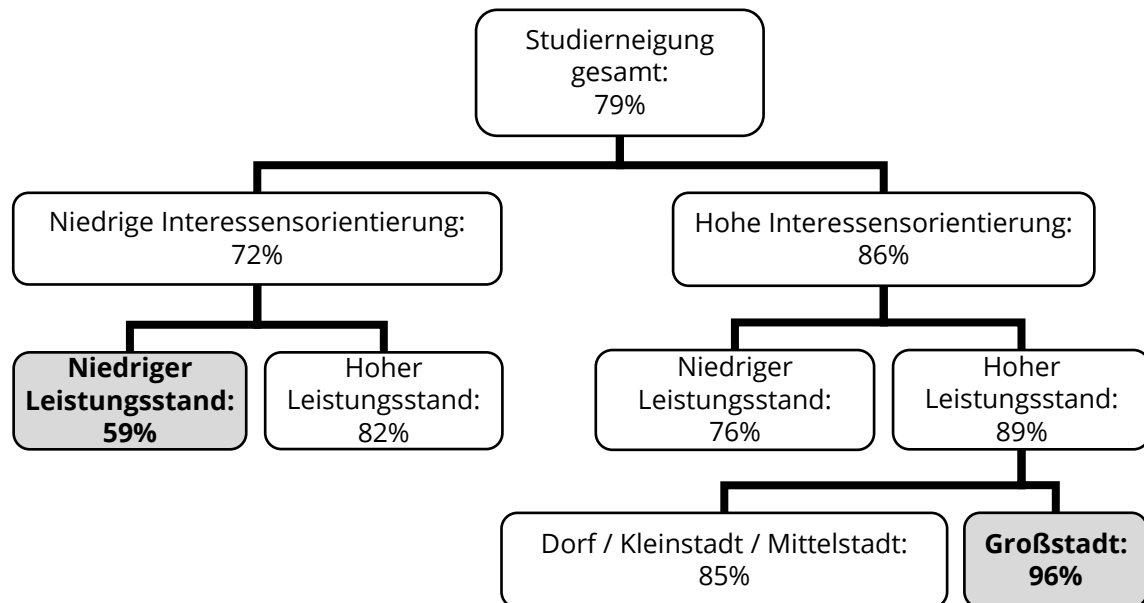 Studierneigung
gesamt:
79%
Niedrige Interessensorientierung:
72%
Hohe Interessensorientierung:
86%
Niedriger
Leistungsstand:
59%
Hoher
Leistungsstand:
82%
Niedriger
Leistungsstand:
76%
Hoher
Leistungsstand:
89%
Dorf / Kleinstadt / Mittelstadt:
85%
Großstadt:
96%